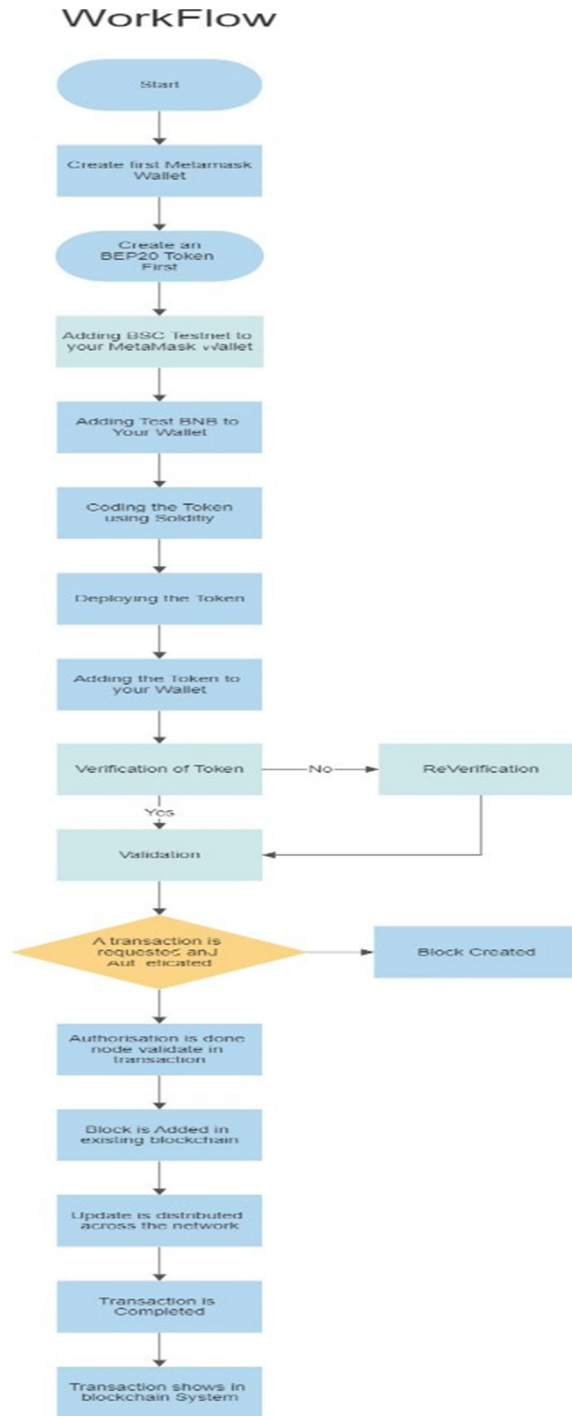 WorkFlow
Start
Create first Metamask
Wallet
Create an
BEP20 Token
First
Adding BSC Testnet to
your MetaMask Wallet
Adding Test BNB to
Your Wallet
Coding the Token
using Solditiy
Deploying the Token
Adding the Token to
your Wallet
Verification of Token
No
ReVerification
Yes
Validation
A transaction is
requested and
Block Created
Authorisation is done
node validate in
transaction
Block is Added in
existing blockchain
Update is distributed
across the network
Transaction is
Completed
Transaction shows in
blockchain System